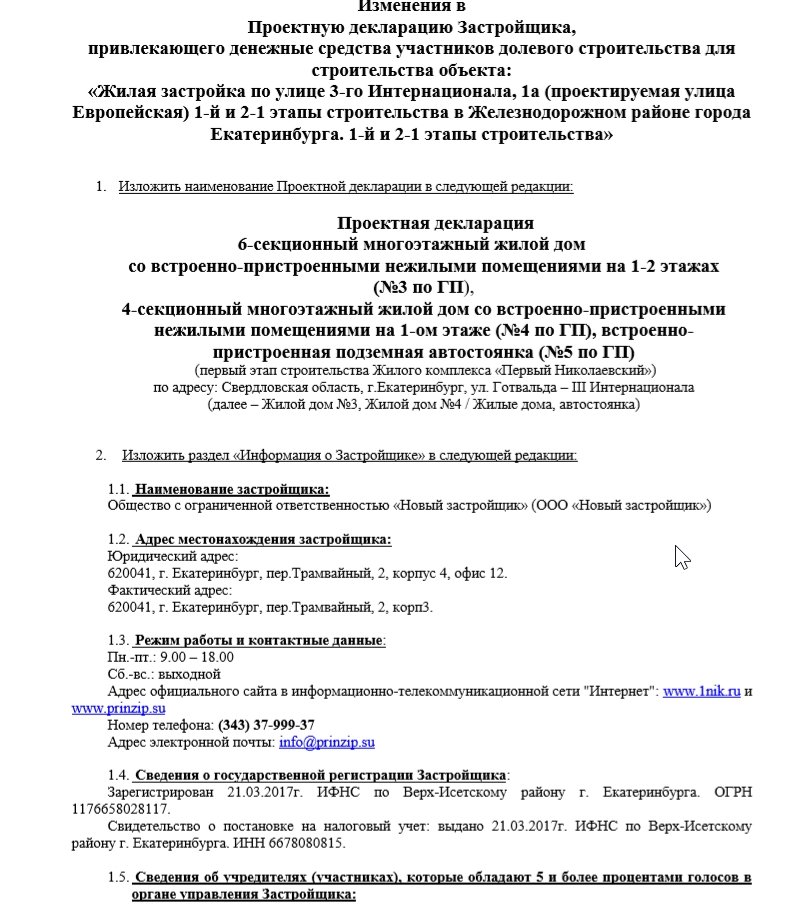 Изменения в
Проектную декларацию Застройщика,
привлекающего денежные средства участников долевого строительства для
строительства объекта:
«Жилая застройка по улице 3-го Интернационала, 1а (проектируемая улица
Европейская) 1-й и 2-1 этапы строительства в Железнодорожном районе города
Екатеринбурга. 1-й и 2-1 этапы строительства»
1. Изложить наименование Проектной декларации в следующей редакции:
Проектная декларация
6-секционный многоэтажный жилой дом
со встроенно-пристроенными нежилыми помещениями на 1-2 этажах
(№3 по ГП),
4-секционный многоэтажный жилой дом со встроенно-пристроенными
нежилыми помещениями на 1-ом этаже (№4 по ГП), встроенно-
пристроенная подземная автостоянка (№5 по ГП)
(первый этап строительства Жилого комплекса «Первый Николаевский»)
по адресу: Свердловская область, г.Екатеринбург, ул. Готвальда – III Интернационала
(далее – Жилой дом №3, Жилой дом №4 / Жилые дома, автостоянка)
2. Изложить раздел «Информация о Застройщике» в следующей редакции:
1.1. Наименование застройщика:
Общество с ограниченной ответственностью «Новый застройщик» (ООО «Новый застройщик»)
1.2. Адрес местонахождения застройщика:
Юридический адрес:
620041, г. Екатеринбург, пер.Трамвайный, 2, корпус 4, офис 12.
Фактический адрес:
620041, г. Екатеринбург, пер.Трамвайный, 2, корп3.
1.3. Режим работы и контактные данные:
Пн.-пт.: 9.00 – 18.00
Сб.-вс.: выходной
Адрес официального сайта в информационно-телекоммуникационной сети "Интернет": www.1nik.ru и
www.prinzip.su
Номер телефона: (343) 37-999-37
Адрес электронной почты: info@prinzip.su
1.4. Сведения о государственной регистрации Застройщика:
Зарегистрирован 21.03.2017г. ИФНС по Верх-Исетскому району г. Екатеринбурга. ОГРН
1176658028117.
Свидетельство о постановке на налоговый учет: выдано 21.03.2017г. ИФНС по Верх-Исетскому
району г. Екатеринбурга. ИНН 6678080815.
1.5. Сведения об учредителях (участниках), которые обладают 5 и более процентами голосов в
органе управления Застройщика: